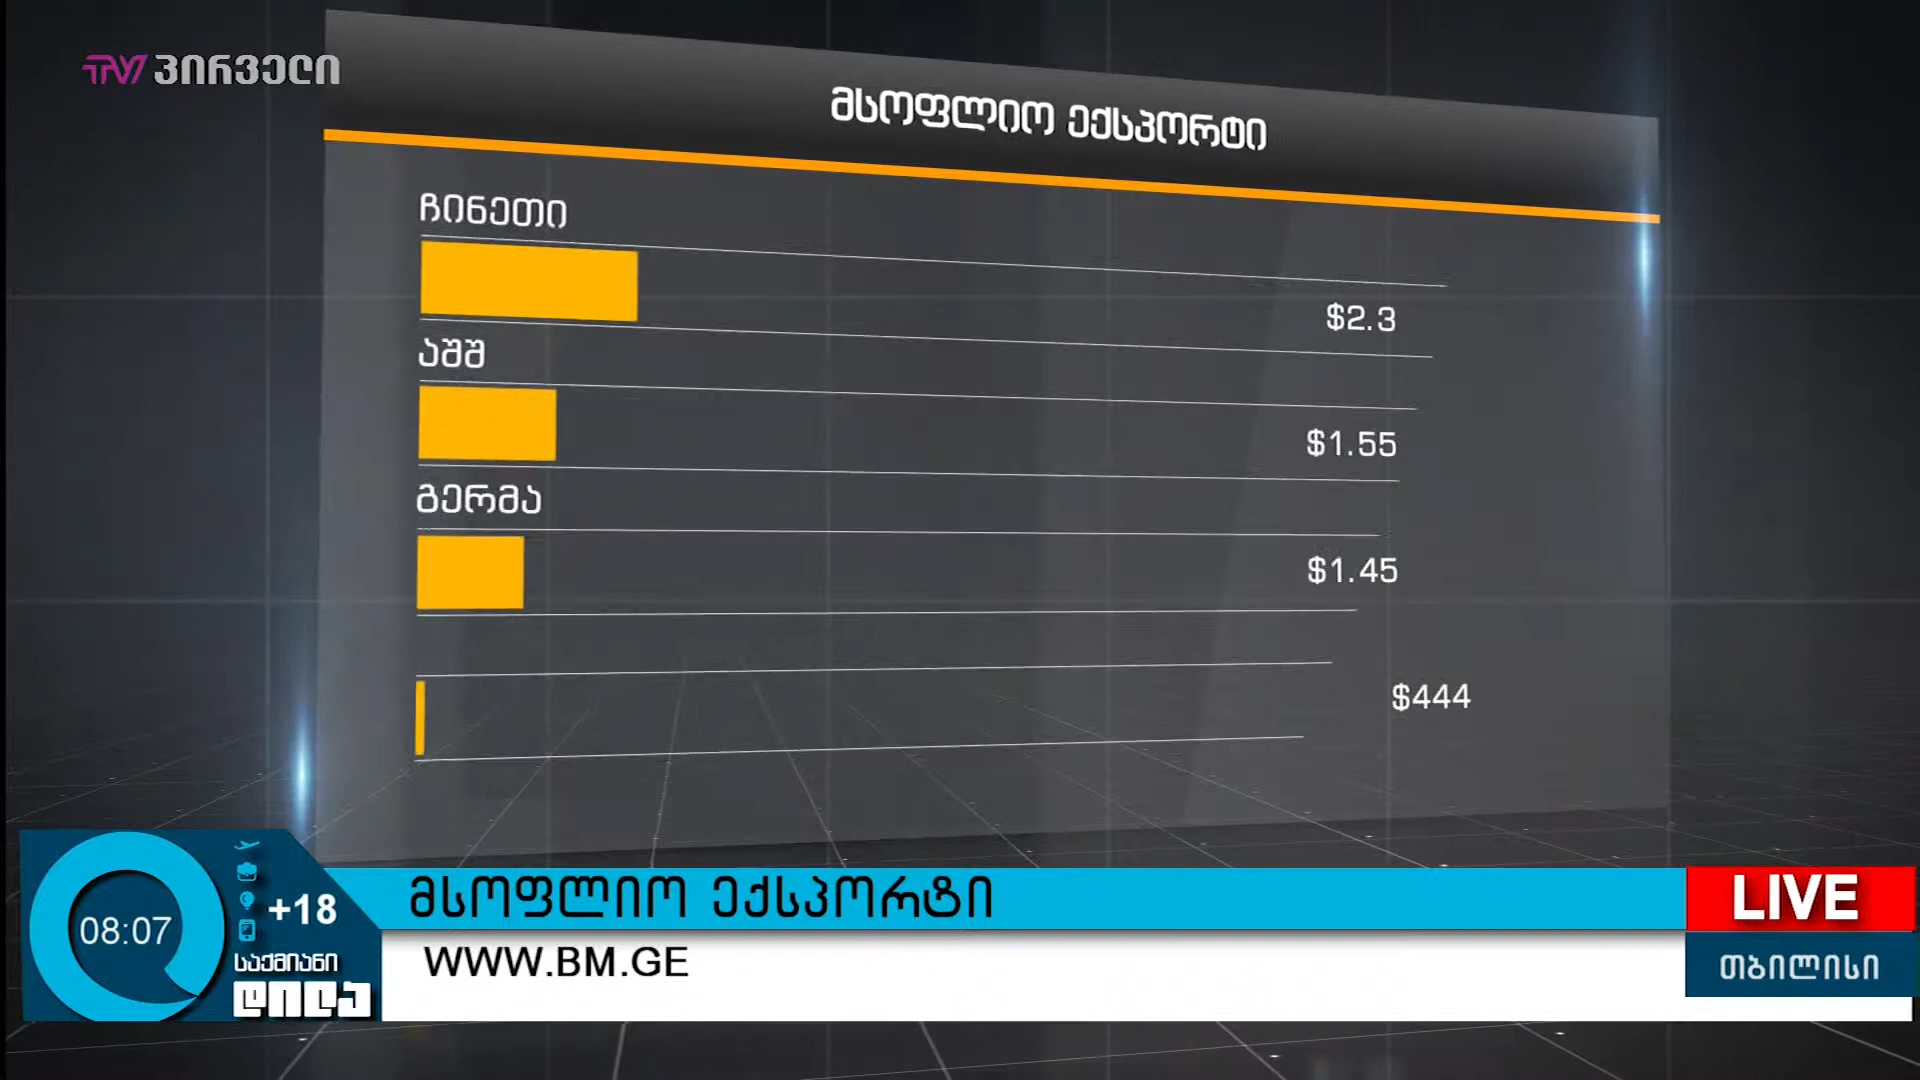 TV პირველი
მსოფლიო ექსპორტი
ჩინეთი
$2.3
აშშ
$1.55
გერმა
$1.45
$444
08:07
+18
საქმიანი
დილა
მსოფლიო ექსპორტი
WWW.BM.GE
LIVE
თბილისი